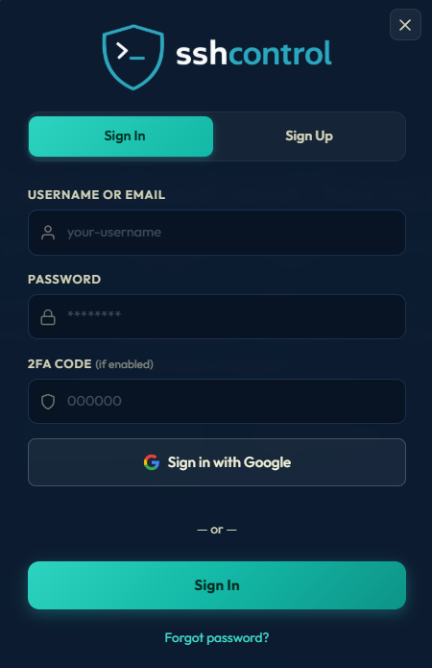 sshcontrol
Sign In
Sign Up
USERNAME OR EMAIL
your-username
PASSWORD
********
2FA CODE (if enabled)
000000
Sign in with Google
— or —
Sign In
Forgot password?